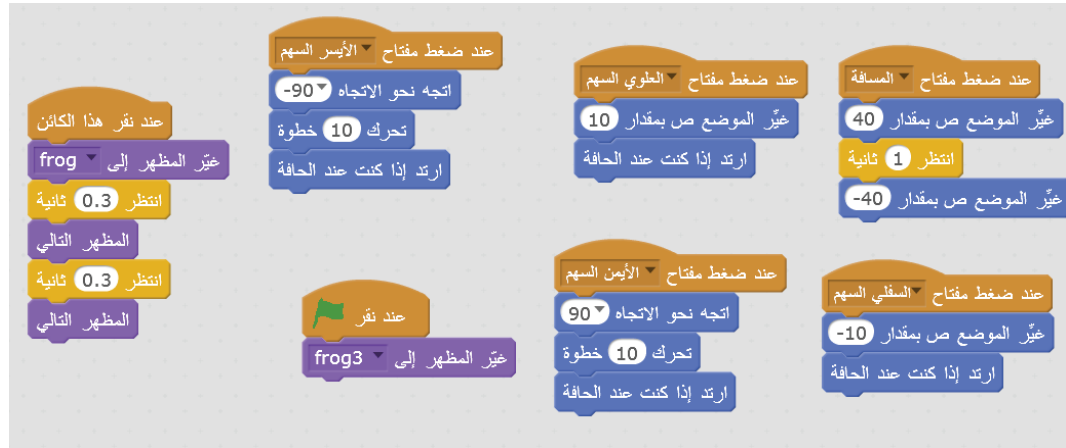 عند نقر هذا الكائن
غيّر المظهر إلى frog
انتظر 0.3 ثانية
المظهر التالي
انتظر 0.3 ثانية
المظهر التالي
عند ضغط مفتاح الأيسر السهم
اتجه نحو الاتجاه -90
تحرك 10 خطوة
ارتد إذا كنت عند الحافة
عند نقر
غيّر المظهر إلى frog3
عند ضغط مفتاح العلوي السهم
غيِّر الموضع ص بمقدار 10
ارتد إذا كنت عند الحافة
عند ضغط مفتاح الأيمن السهم
اتجه نحو الاتجاه 90
تحرك 10 خطوة
ارتد إذا كنت عند الحافة
عند ضغط مفتاح المسافة
غيِّر الموضع ص بمقدار 40
انتظر 1 ثانية
غيِّر الموضع ص بمقدار -40
عند ضغط مفتاح السفلي السهم
غيِّر الموضع ص بمقدار -10
ارتد إذا كنت عند الحافة